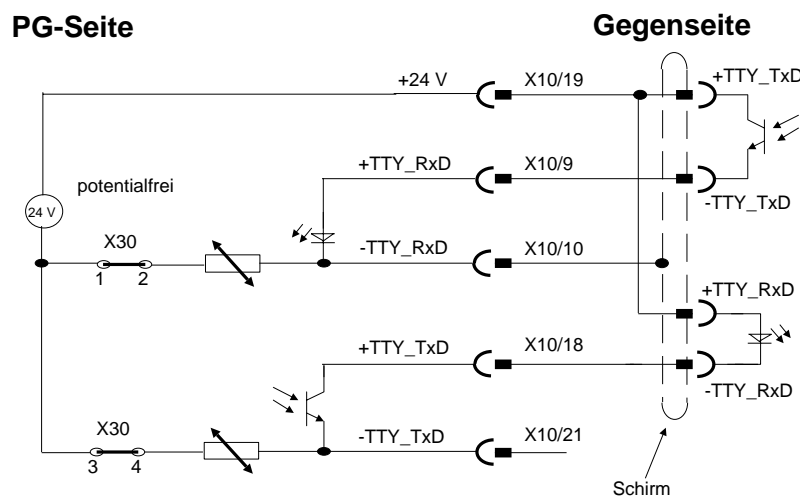 PG-Seite
Gegenseite
+24 V
X10/19
+TTY_TxD
+TTY_RxD
X10/9
potentialfrei
-TTY_TxD
24 V
X30
-TTY_RxD
X10/10
1 2
+TTY_RxD
+TTY_TxD
X10/18
-TTY_RxD
X30
-TTY_TxD
X10/21
3 4
Schirm